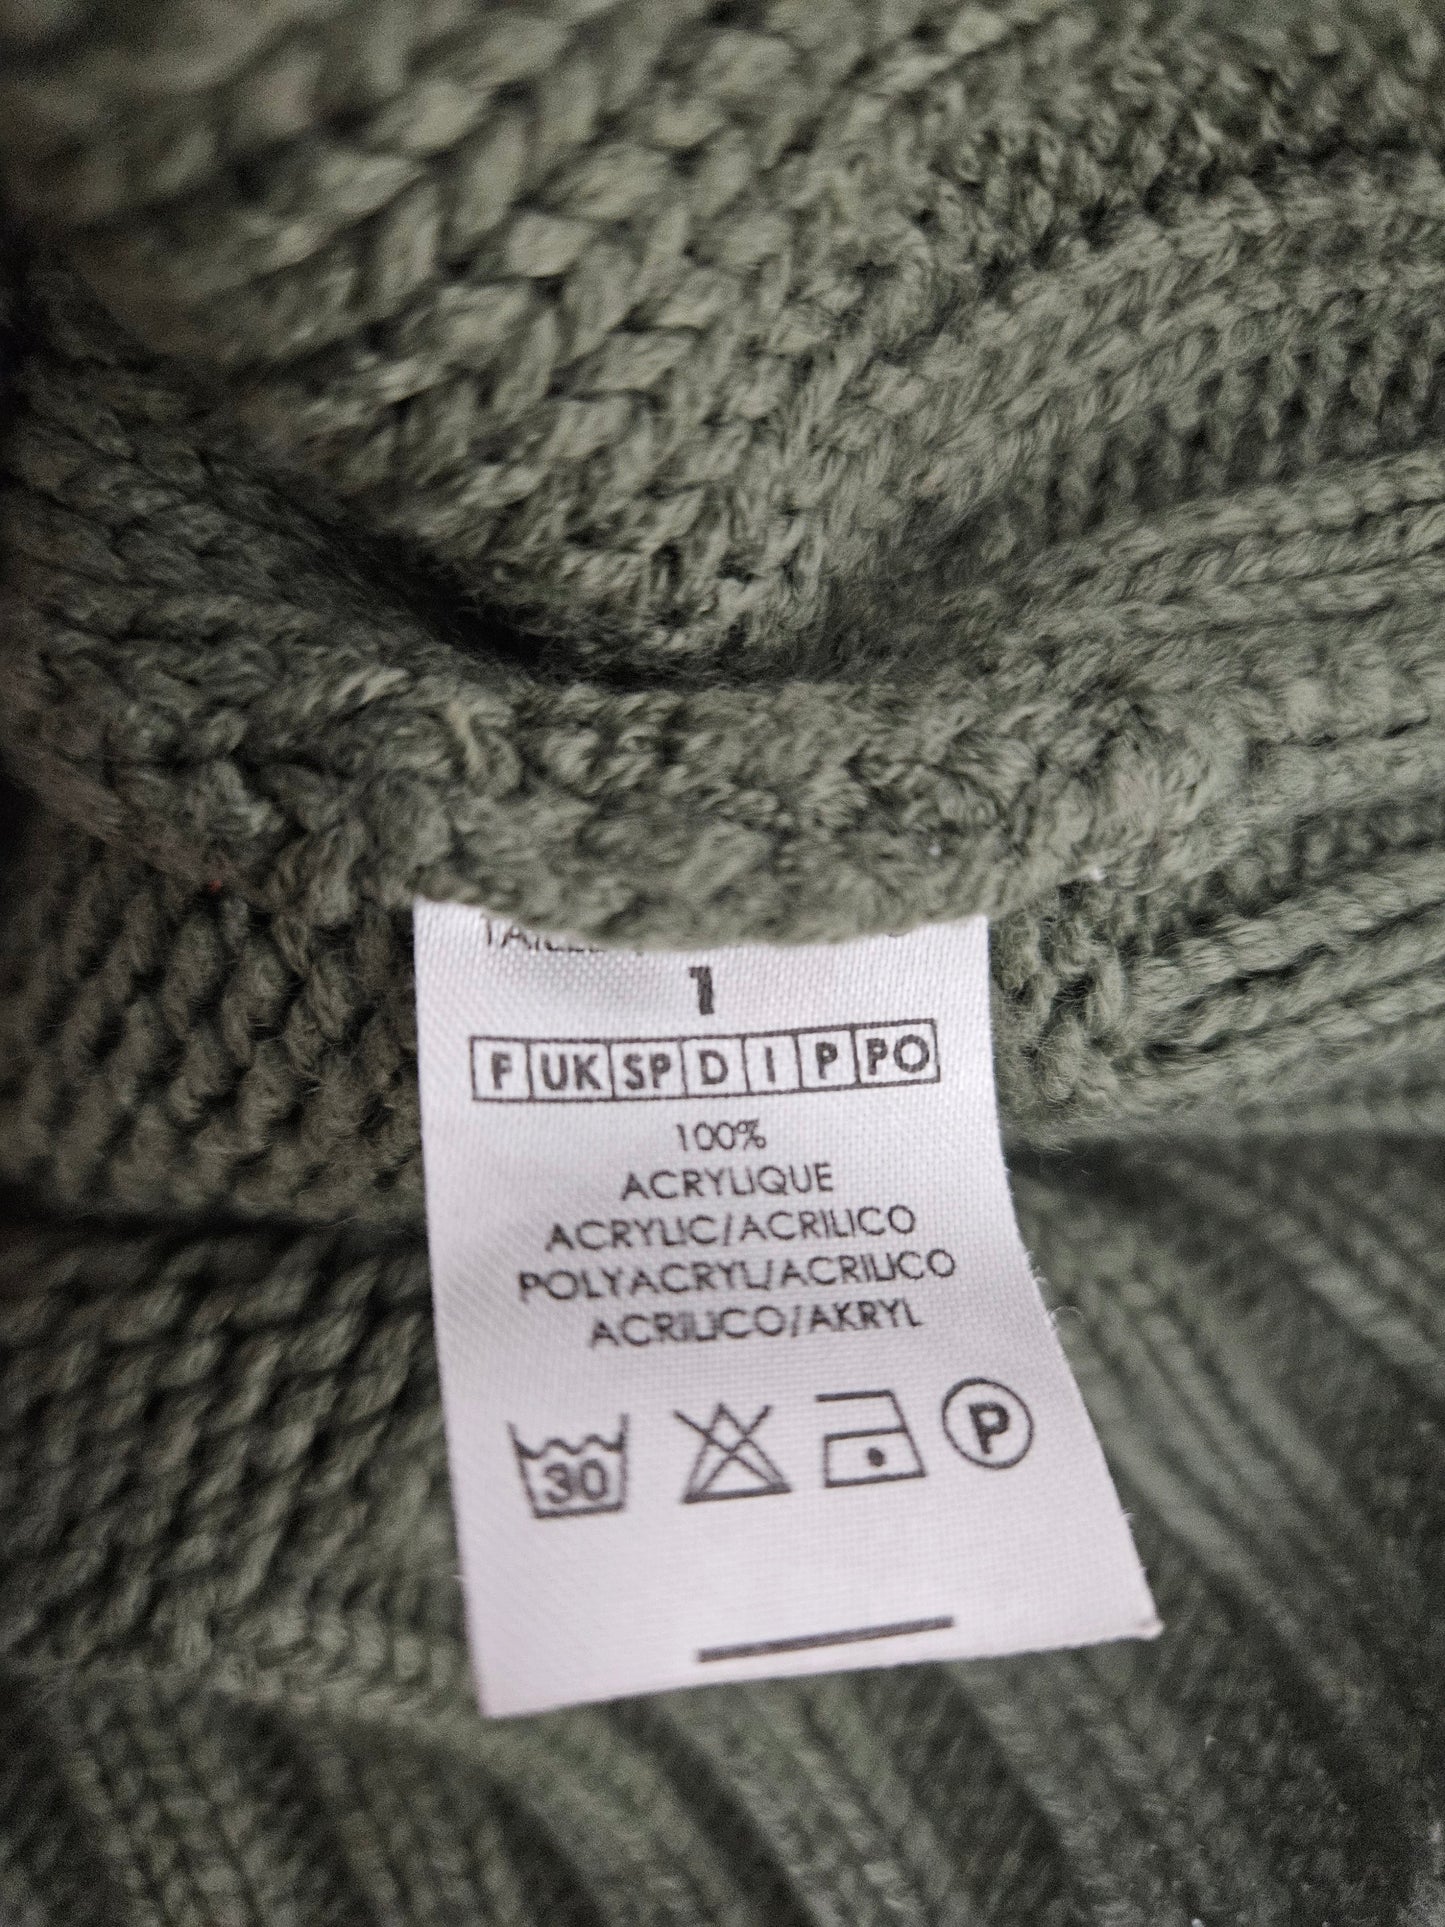 1
F UK SP D I P PO
100%
ACRYLIQUE
ACRYLIC/ACRILICO
POLYACRYL/ACRILICO
ACRILICO/AKRYL
30
P